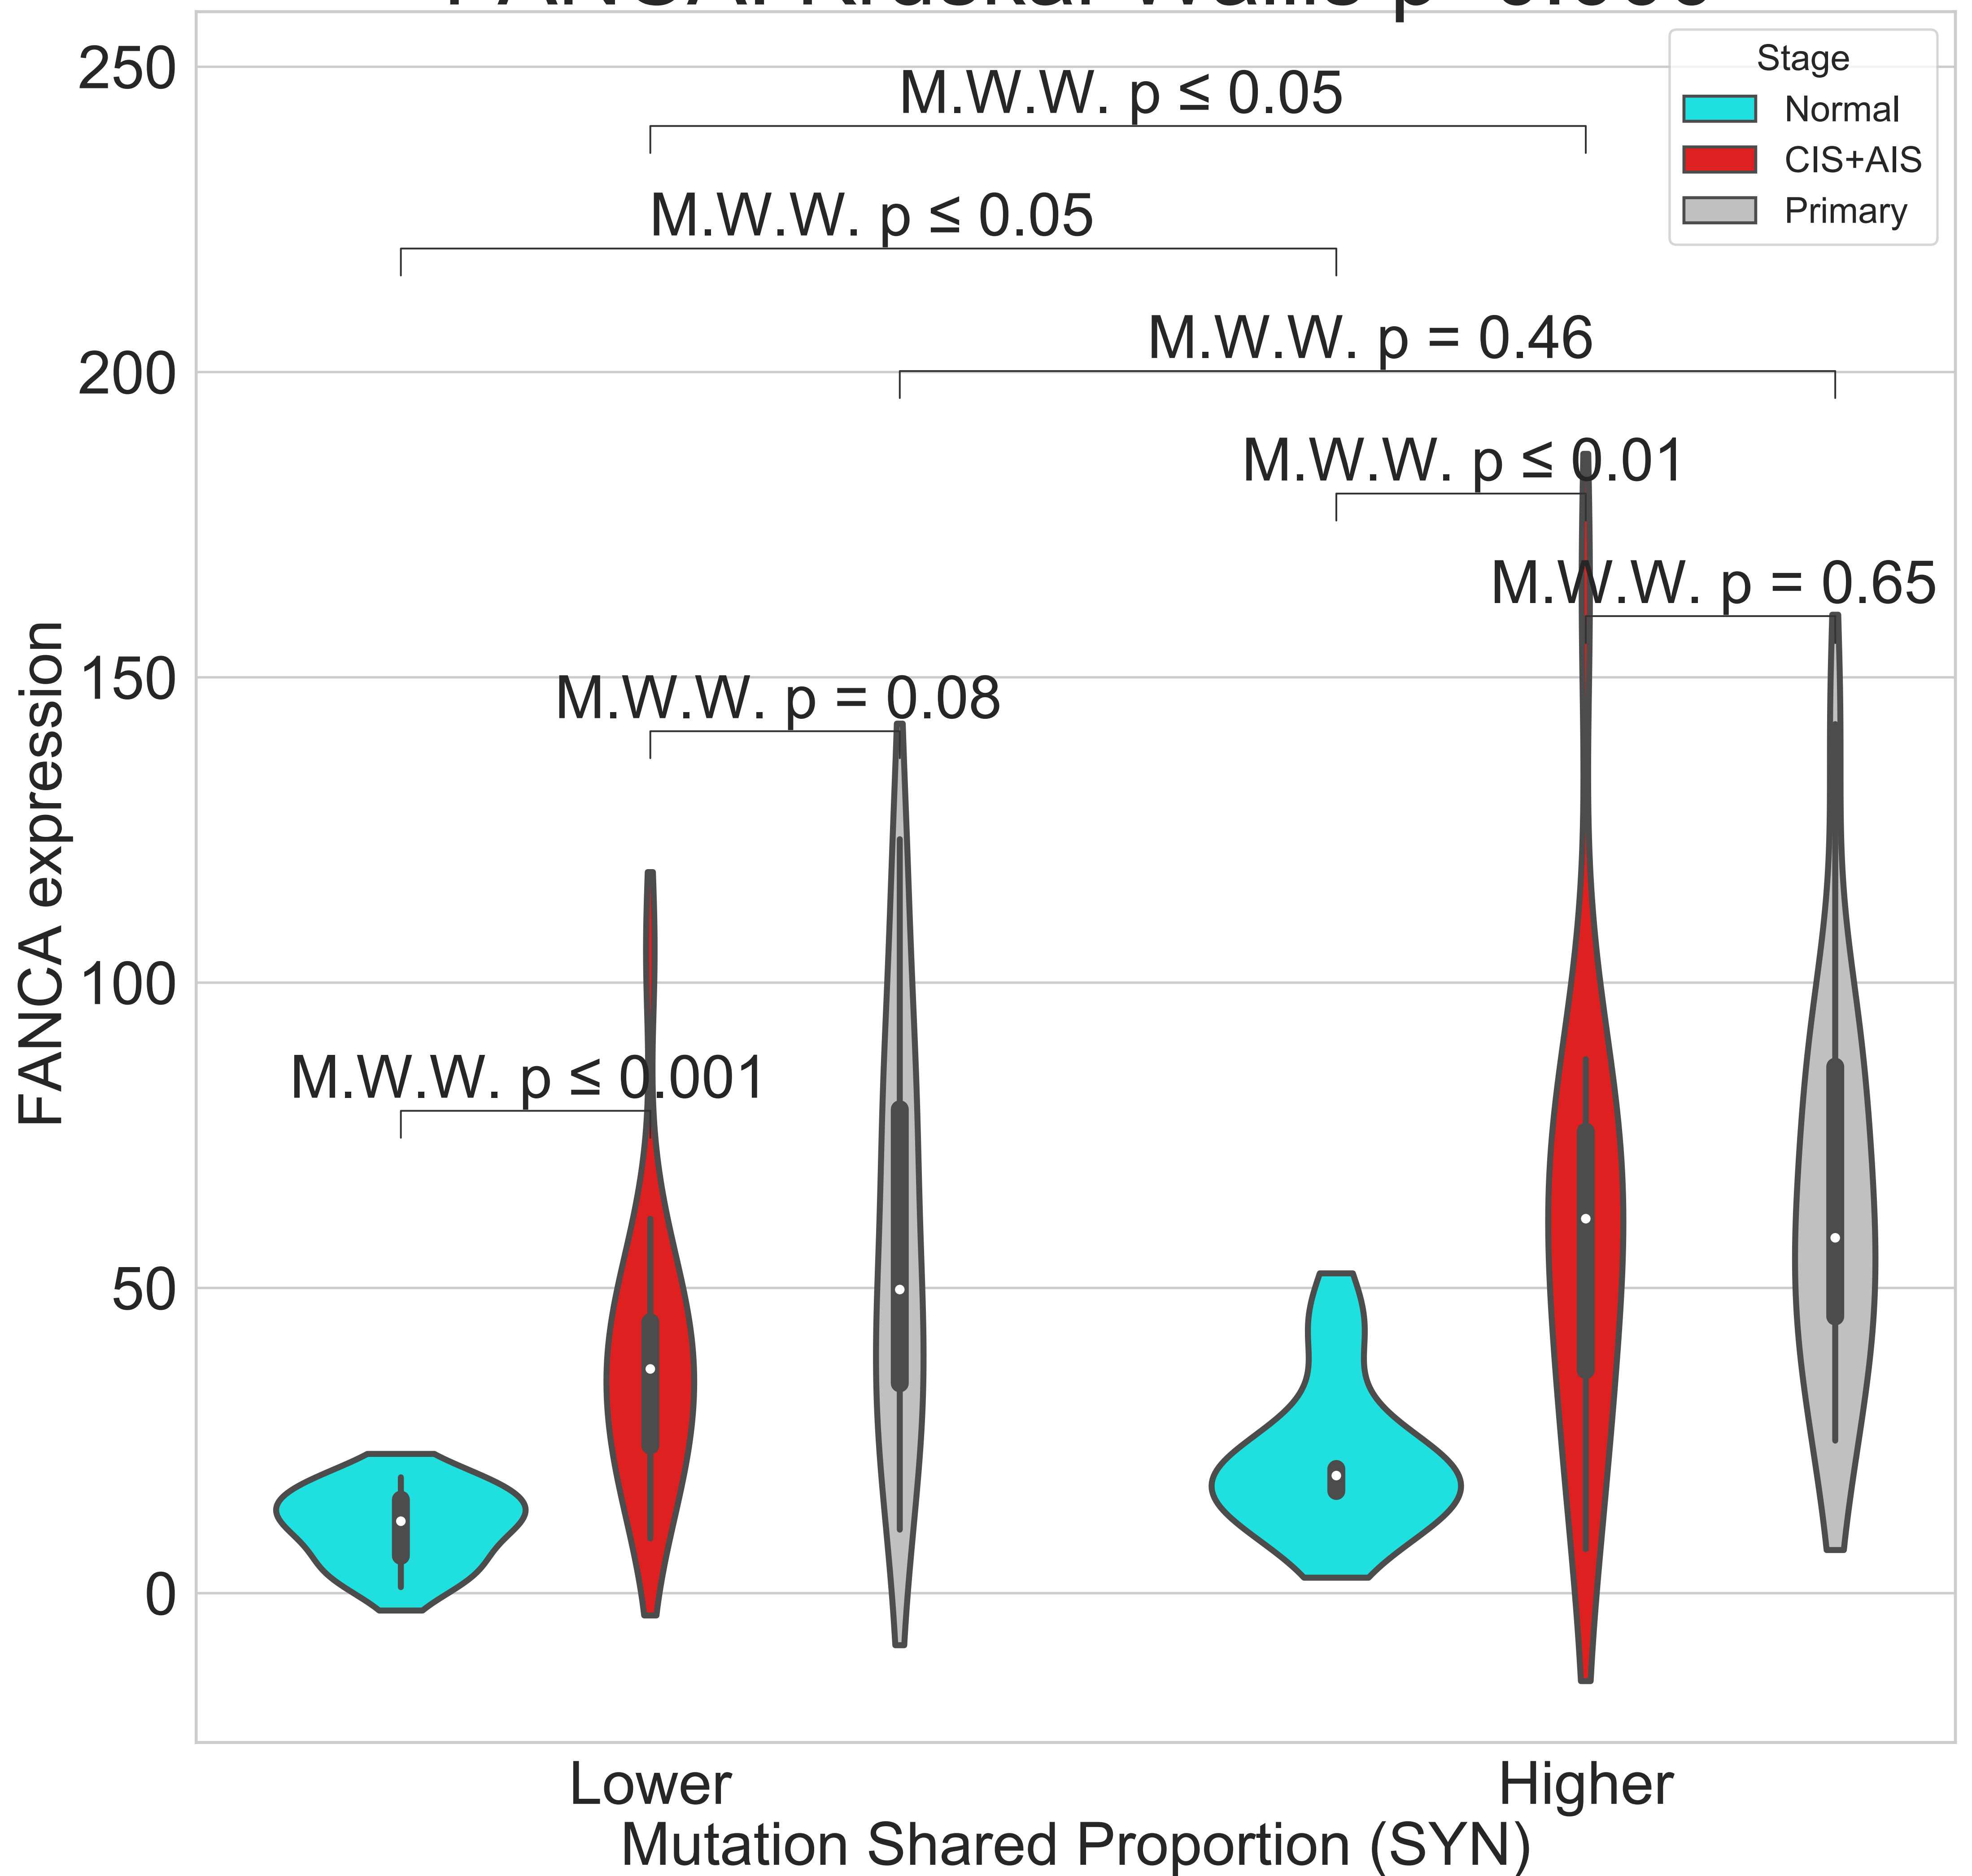 250
M.W.W. p ≤ 0.05
Stage
Normal
CIS+AIS
Primary
M.W.W. p ≤ 0.05
200
M.W.W. p = 0.46
M.W.W. p ≤ 0.01
M.W.W. p = 0.65
150
M.W.W. p = 0.08
100
M.W.W. p ≤ 0.001
50
0
FANCA expression
Lower
Higher
Mutation Shared Proportion (SYN)